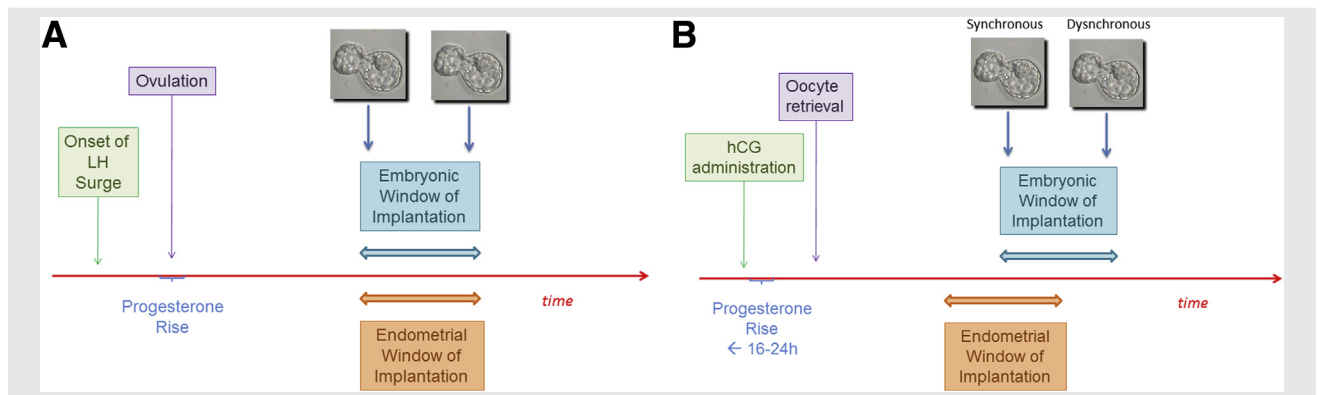 A
Ovulation
Onset of
LH
Surge
Embryonic
Window of
Implantation
Progesterone
Rise
time
Endometrial
Window of
Implantation
B
Synchronous
Dysnchronous
Oocyte
retrieval
hCG
administration
Embryonic
Window of
Implantation
Progesterone
Rise
← 16-24h
time
Endometrial
Window of
Implantation